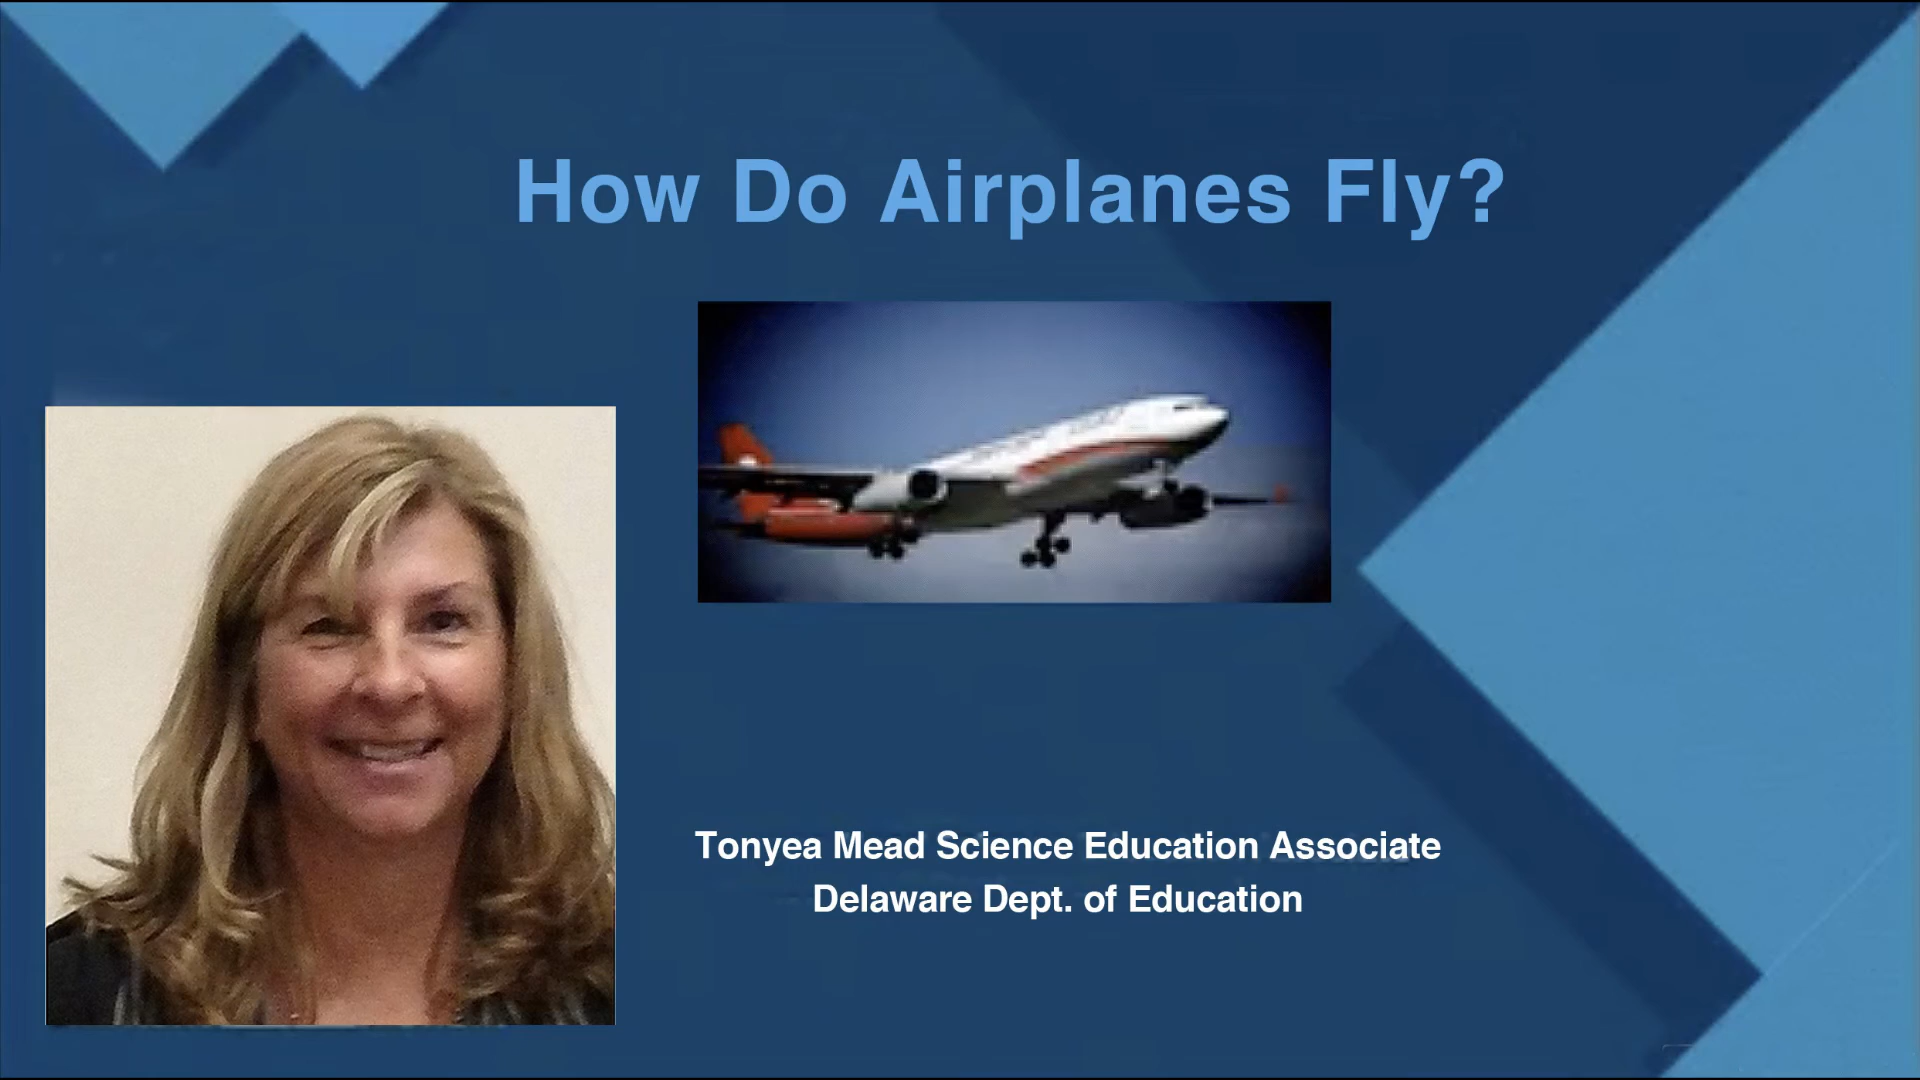 How Do Airplanes Fly?
Tonyea Mead Science Education Associate
Delaware Dept. of Education